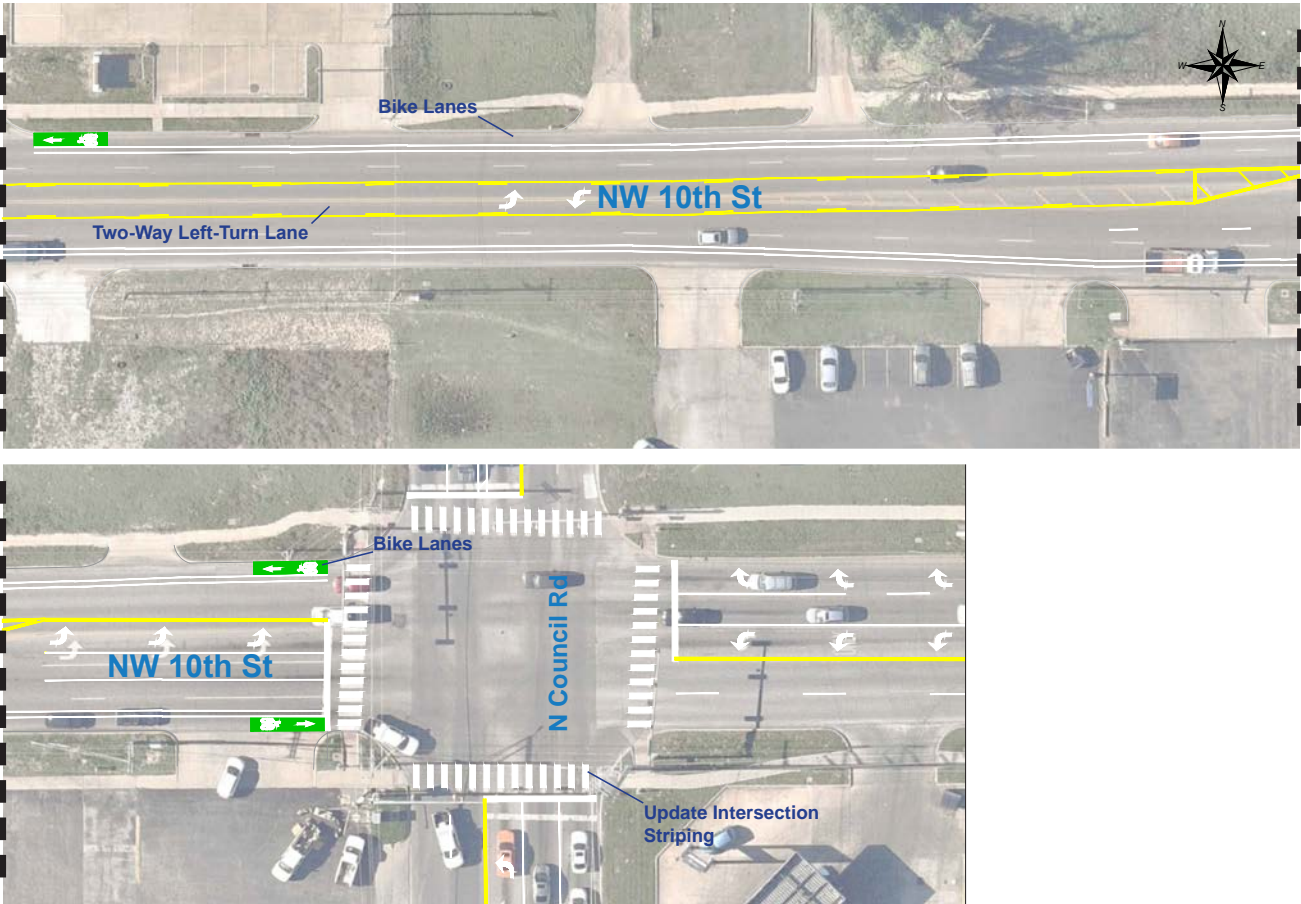 N
W E
S
Bike Lanes
NW 10th St
Two-Way Left-Turn Lane
Bike Lanes
N Council Rd
NW 10th St
Update Intersection
Striping